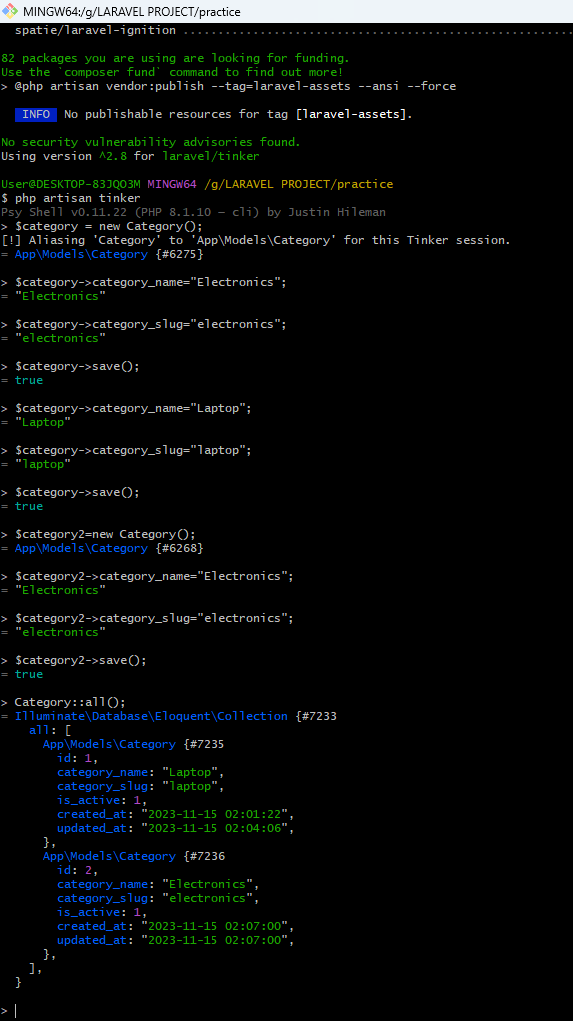 MINGW64:/g/LARAVEL PROJECT/practice
spatie/laravel-ignition ........................................................
82 packages you are using are looking for funding.
Use the `composer fund` command to find out more!
> @php artisan vendor:publish --tag=laravel-assets --ansi --force
INFO No publishable resources for tag [laravel-assets].
No security vulnerability advisories found.
Using version ^2.8 for laravel/tinker
User@DESKTOP-83JQO3M MINGW64 /g/LARAVEL PROJECT/practice
$ php artisan tinker
Psy Shell v0.11.22 (PHP 8.1.10 — cli) by Justin Hileman
> $category = new Category();
[!] Aliasing 'Category' to 'App\Models\Category' for this Tinker session.
= App\Models\Category {#6275}
> $category->category_name="Electronics";
= "Electronics"
> $category->category_slug="electronics";
= "electronics"
> $category->save();
= true
> $category->category_name="Laptop";
= "Laptop"
> $category->category_slug="laptop";
= "laptop"
> $category->save();
= true
> $category2=new Category();
= App\Models\Category {#6268}
> $category2->category_name="Electronics";
= "Electronics"
> $category2->category_slug="electronics";
= "electronics"
> $category2->save();
= true
> Category::all();
= Illuminate\Database\Eloquent\Collection {#7233
all: [
App\Models\Category {#7235
id: 1,
category_name: "Laptop",
category_slug: "laptop",
is_active: 1,
created_at: "2023-11-15 02:01:22",
updated_at: "2023-11-15 02:04:06",
},
App\Models\Category {#7236
id: 2,
category_name: "Electronics",
category_slug: "electronics",
is_active: 1,
created_at: "2023-11-15 02:07:00",
updated_at: "2023-11-15 02:07:00",
},
],
}
>